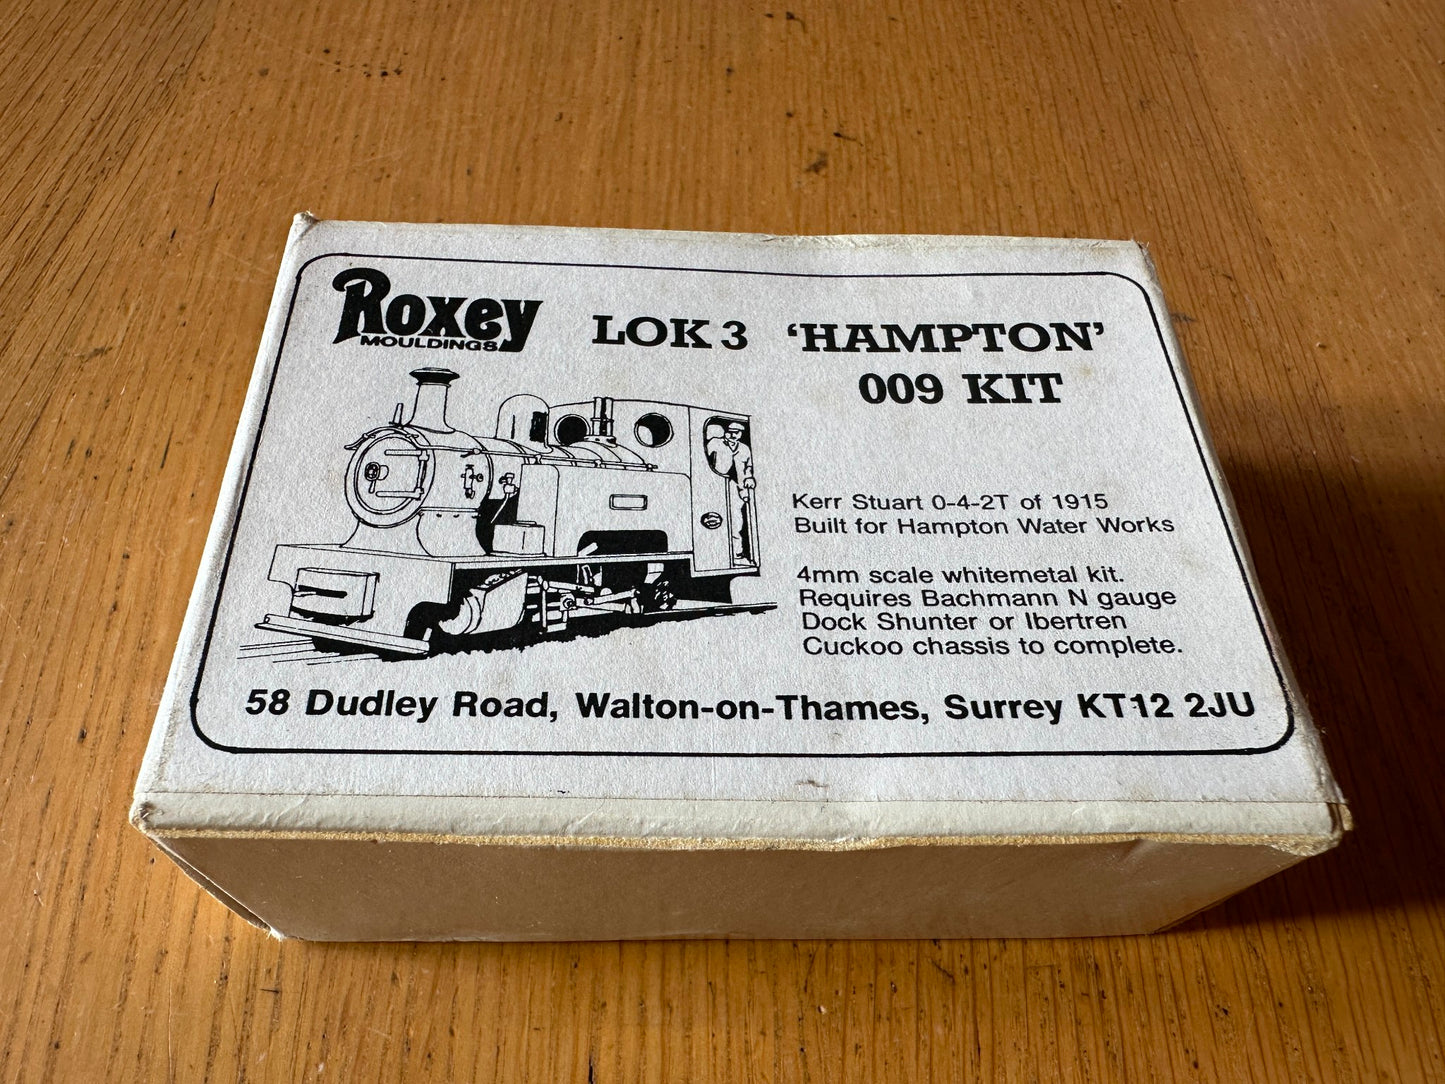 Roxey
MOULDINGS
LOK 3 ‘HAMPTON’
009 KIT
Kerr Stuart 0-4-2T of 1915
Built for Hampton Water Works
4mm scale whitemetal kit.
Requires Bachmann N gauge
Dock Shunter or Ibertren
Cuckoo chassis to complete.
58 Dudley Road, Walton-on-Thames, Surrey KT12 2JU